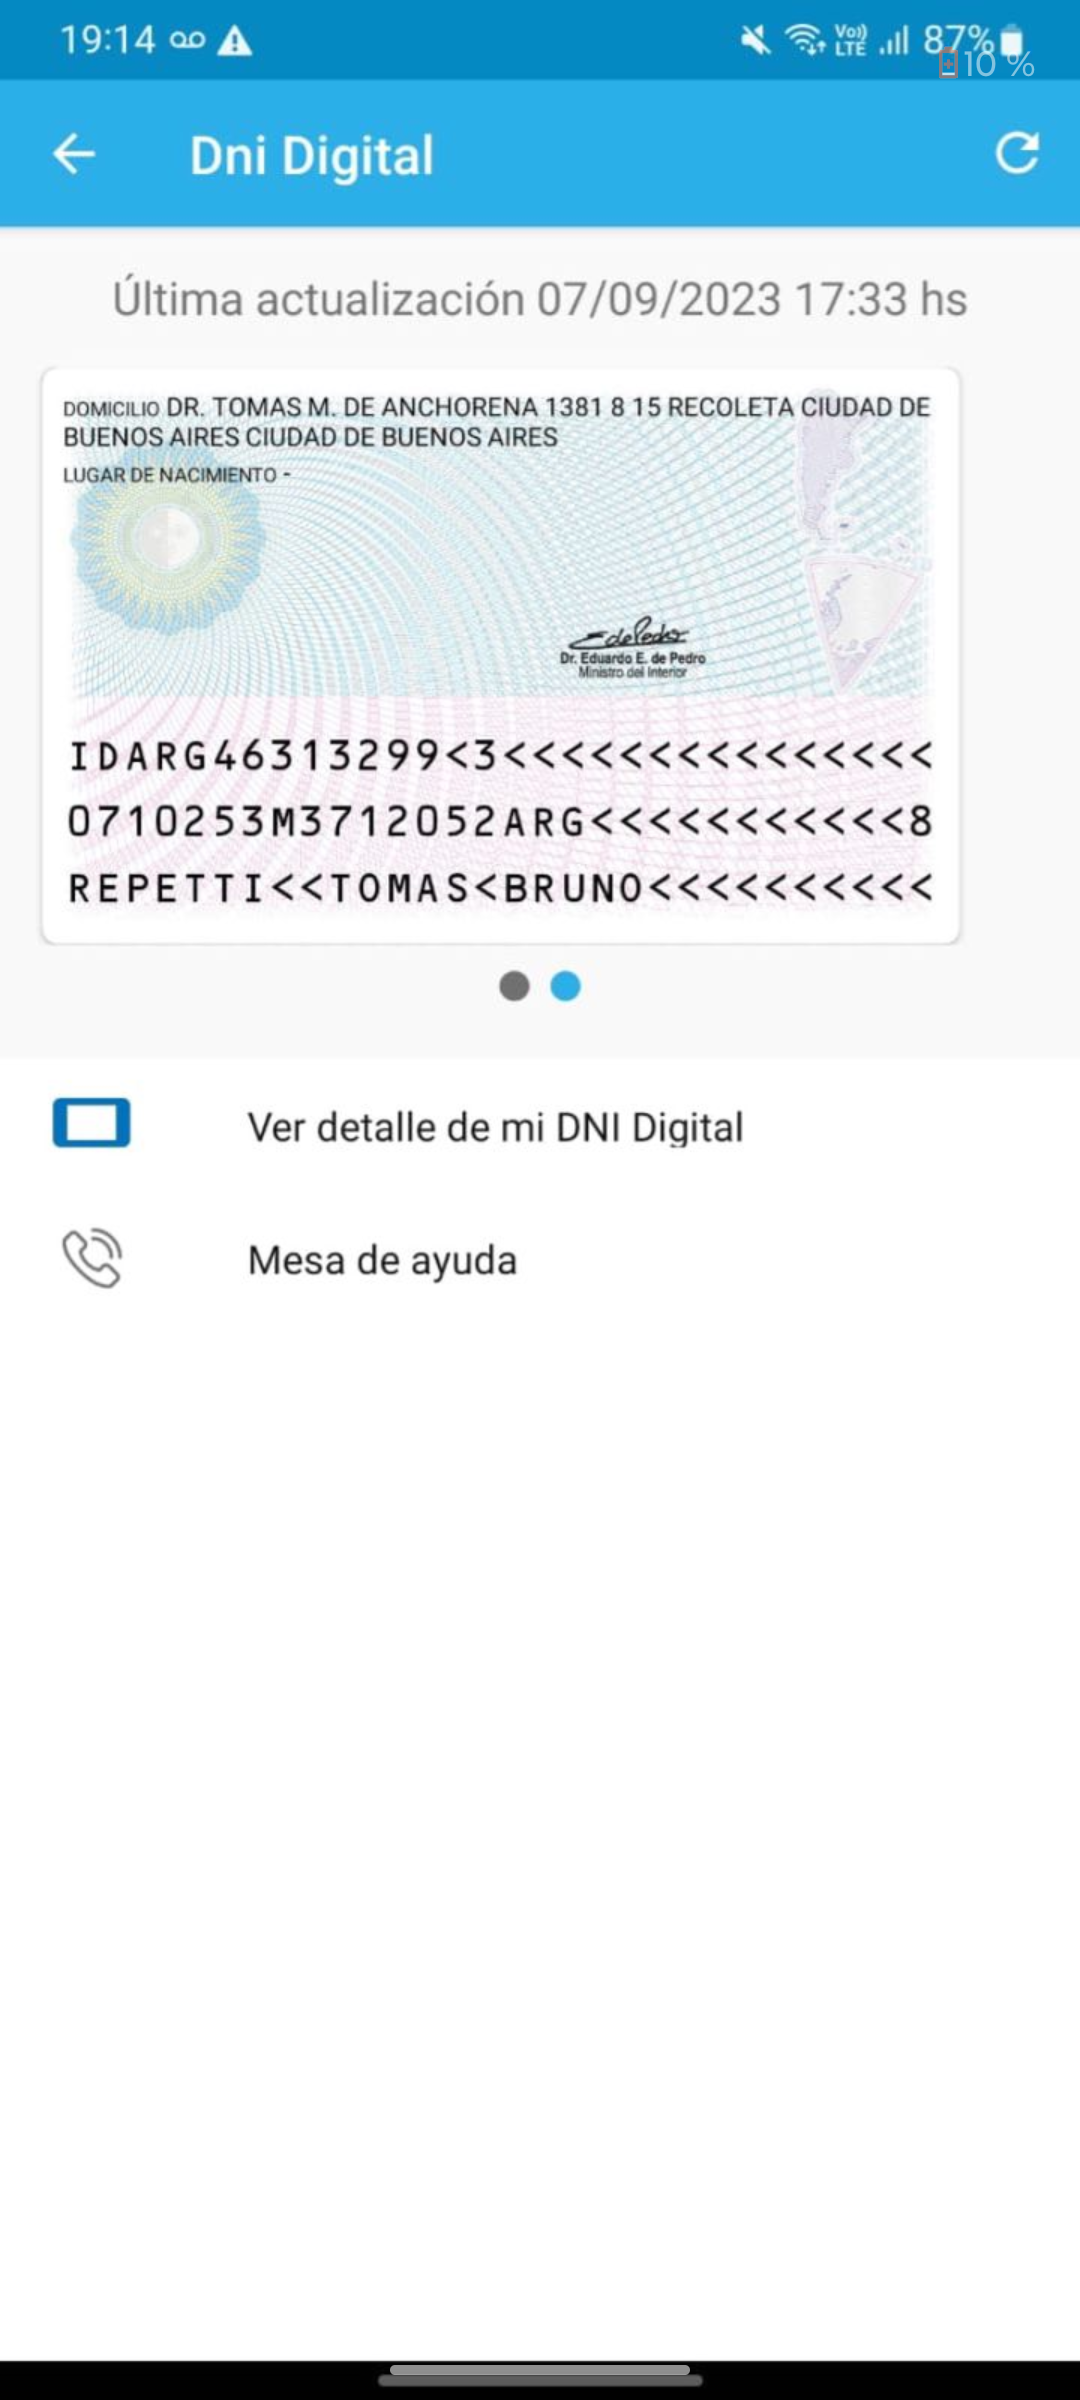 19:14
Vo)) LTE 87%
10 %
Dni Digital
Última actualización 07/09/2023 17:33 hs
DOMICILIO DR. TOMAS M. DE ANCHORENA 1381 8 15 RECOLETA CIUDAD DE
BUENOS AIRES CIUDAD DE BUENOS AIRES
LUGAR DE NACIMIENTO -
Dr. Eduardo E. de Pedro
Ministro del Interior
IDARG46313299<3<<<<<<<<<<<<<<<
0710253M3712052ARG<<<<<<<<<<<8
REPETTI<<TOMAS<BRUNO<<<<<<<<<<
Ver detalle de mi DNI Digital
Mesa de ayuda